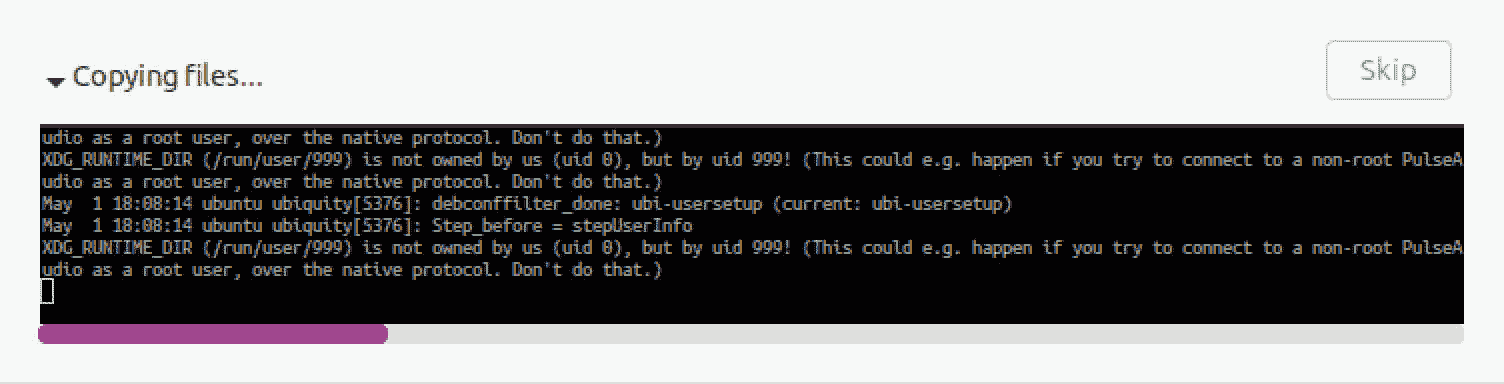 Copying files...
Skip
udio as a root user, over the native protocol. Don't do that.)
XDG_RUNTIME_DIR (/run/user/999) is not owned by us (uid 0), but by uid 999! (This could e.g. happen if you try to connect to a non-root PulseA
udio as a root user, over the native protocol. Don't do that.)
May  1 18:08:14 ubuntu ubiquity[5376]: debconffilter_done: ubi-usersetup (current: ubi-usersetup)
May  1 18:08:14 ubuntu ubiquity[5376]: Step_before = stepUserInfo
XDG_RUNTIME_DIR (/run/user/999) is not owned by us (uid 0), but by uid 999! (This could e.g. happen if you try to connect to a non-root PulseA
udio as a root user, over the native protocol. Don't do that.)